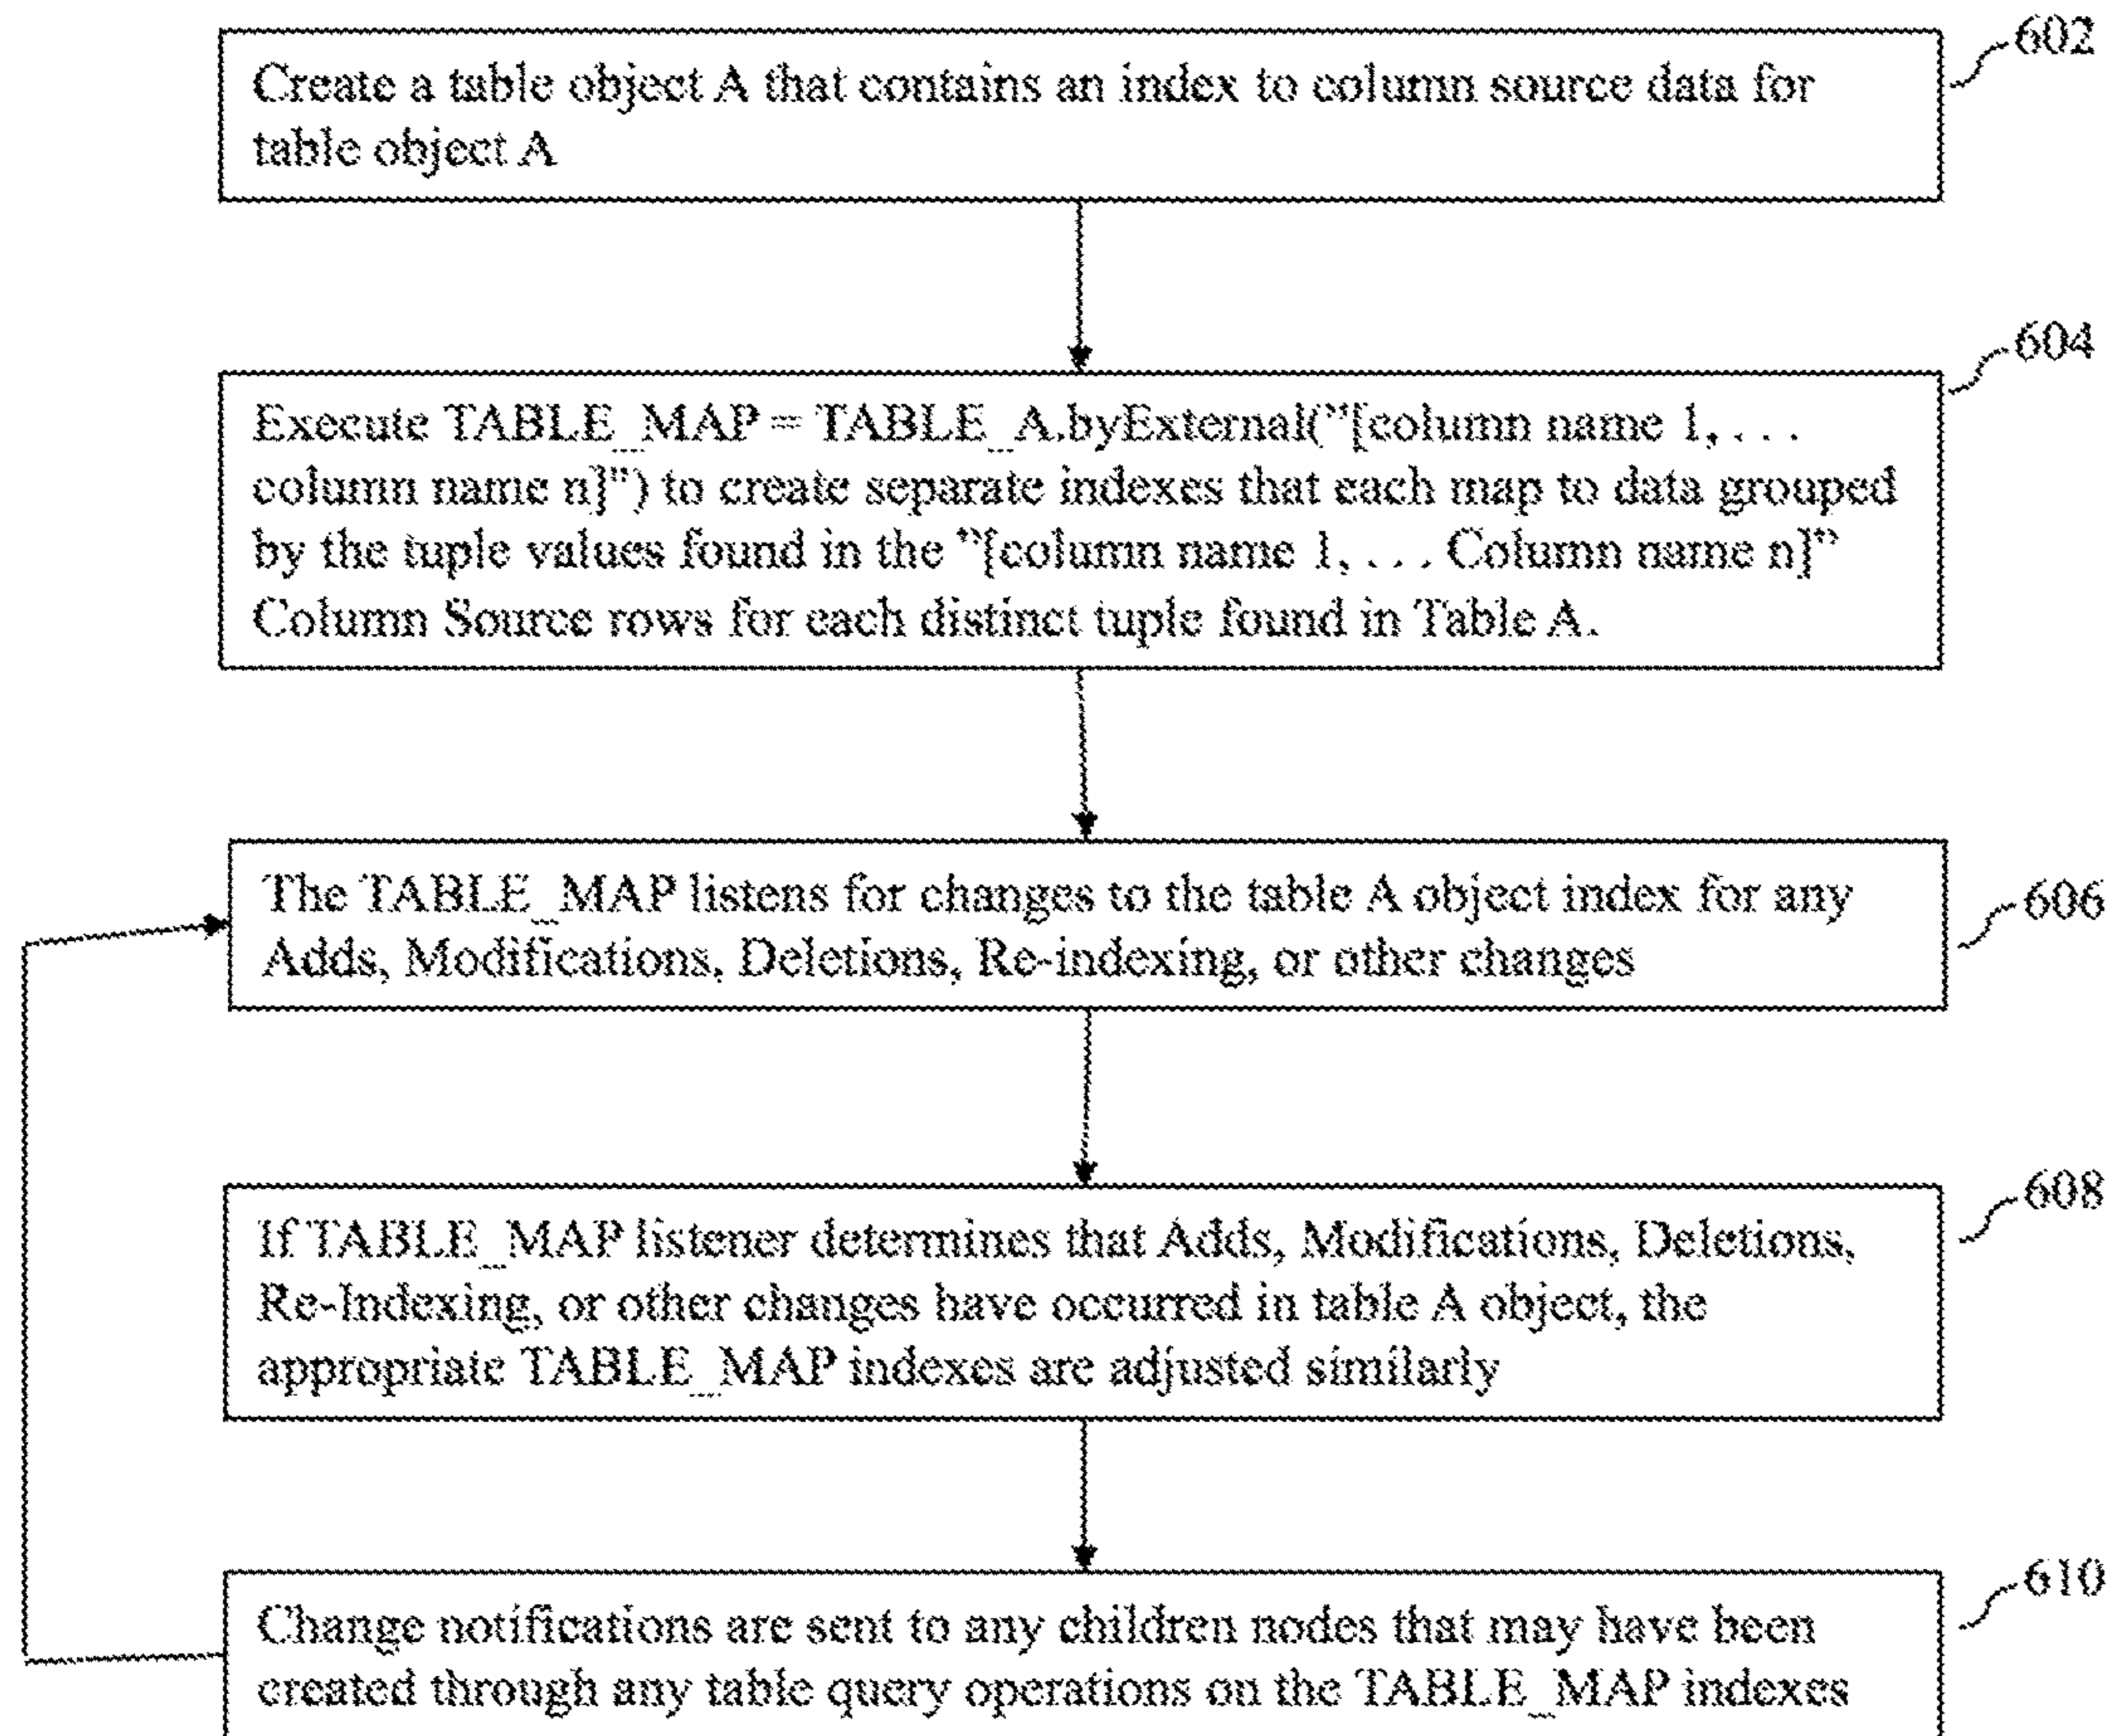 602
Create a table object A that contains an index to column source data for
table object A
604
Execute TABLE_MAP = TABLE_A.byExternal(”[column name 1, . . .
column name n]”) to create separate indexes that each map to data grouped
by the tuple values found in the ”[column name 1, . . . Column name n]”
Column Source rows for each distinct tuple found in Table A.
606
The TABLE_MAP listens for changes to the table A object index for any
Adds, Modifications, Deletions, Re-indexing, or other changes
608
If TABLE_MAP listener determines that Adds, Modifications, Deletions,
Re-Indexing, or other changes have occurred in table A object, the
appropriate TABLE_MAP indexes are adjusted similarly
610
Change notifications are sent to any children nodes that may have been
created through any table query operations on the TABLE_MAP indexes